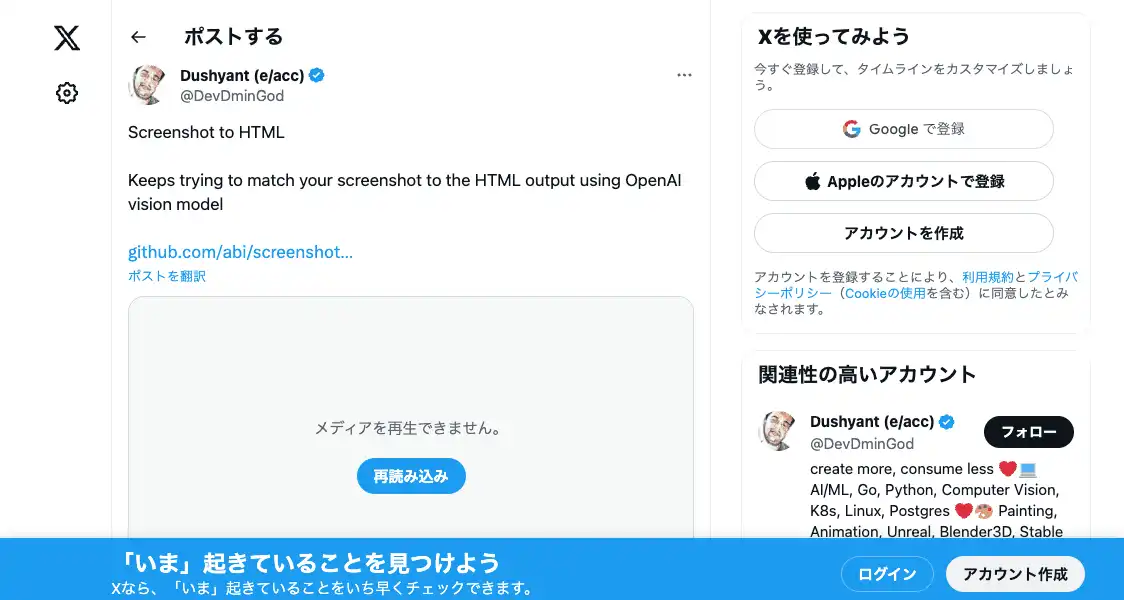 ポストする
Dushyant (e/acc)
@DevDminGod
Screenshot to HTML
Keeps trying to match your screenshot to the HTML output using OpenAI
vision model
github.com/abi/screenshot...
ポストを翻訳
メディアを再生できません。
再読み込み
Xを使ってみよう
今すぐ登録して、タイムラインをカスタマイズしましょ
う。
Google で登録
Appleのアカウントで登録
アカウントを作成
アカウントを登録することにより、利用規約とプライバ
シーポリシー（Cookieの使用を含む）に同意したとみ
なされます。
関連性の高いアカウント
Dushyant (e/acc)
@DevDminGod
フォロー
create more, consume less ❤️💻
AI/ML, Go, Python, Computer Vision,
K8s, Linux, Postgres ❤️🎨 Painting,
Animation, Unreal, Blender3D, Stable
「いま」起きていることを見つけよう
Xなら、「いま」起きていることをいち早くチェックできます。
ログイン
アカウント作成